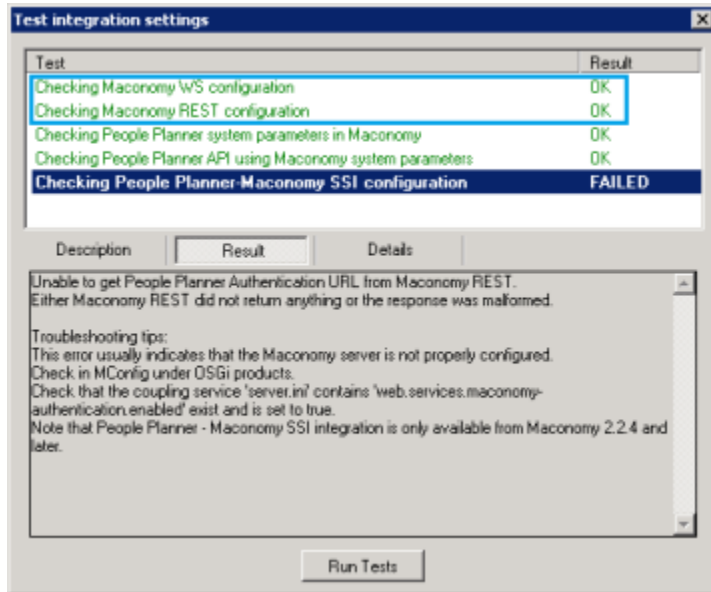 Test integration settings
Test Result
Checking Maconomy WS configuration OK
Checking Maconomy REST configuration OK
Checking People Planner system parameters in Maconomy OK
Checking People Planner API using Maconomy system parameters OK
Checking People Planner-Maconomy SSI configuration FAILED
Description Result Details
Unable to get People Planner Authentication URL from Maconomy REST.
Either Maconomy REST did not return anything or the response was malformed.
Troubleshooting tips:
This error usually indicates that the Maconomy server is not properly configured.
Check in MConfig under OSGi products.
Check that the coupling service 'server.ini' contains 'web.services.maconomy-
authentication.enabled' exist and is set to true.
Note that People Planner - Maconomy SSI integration is only available from Maconomy 2.2.4 and
later.
Run Tests